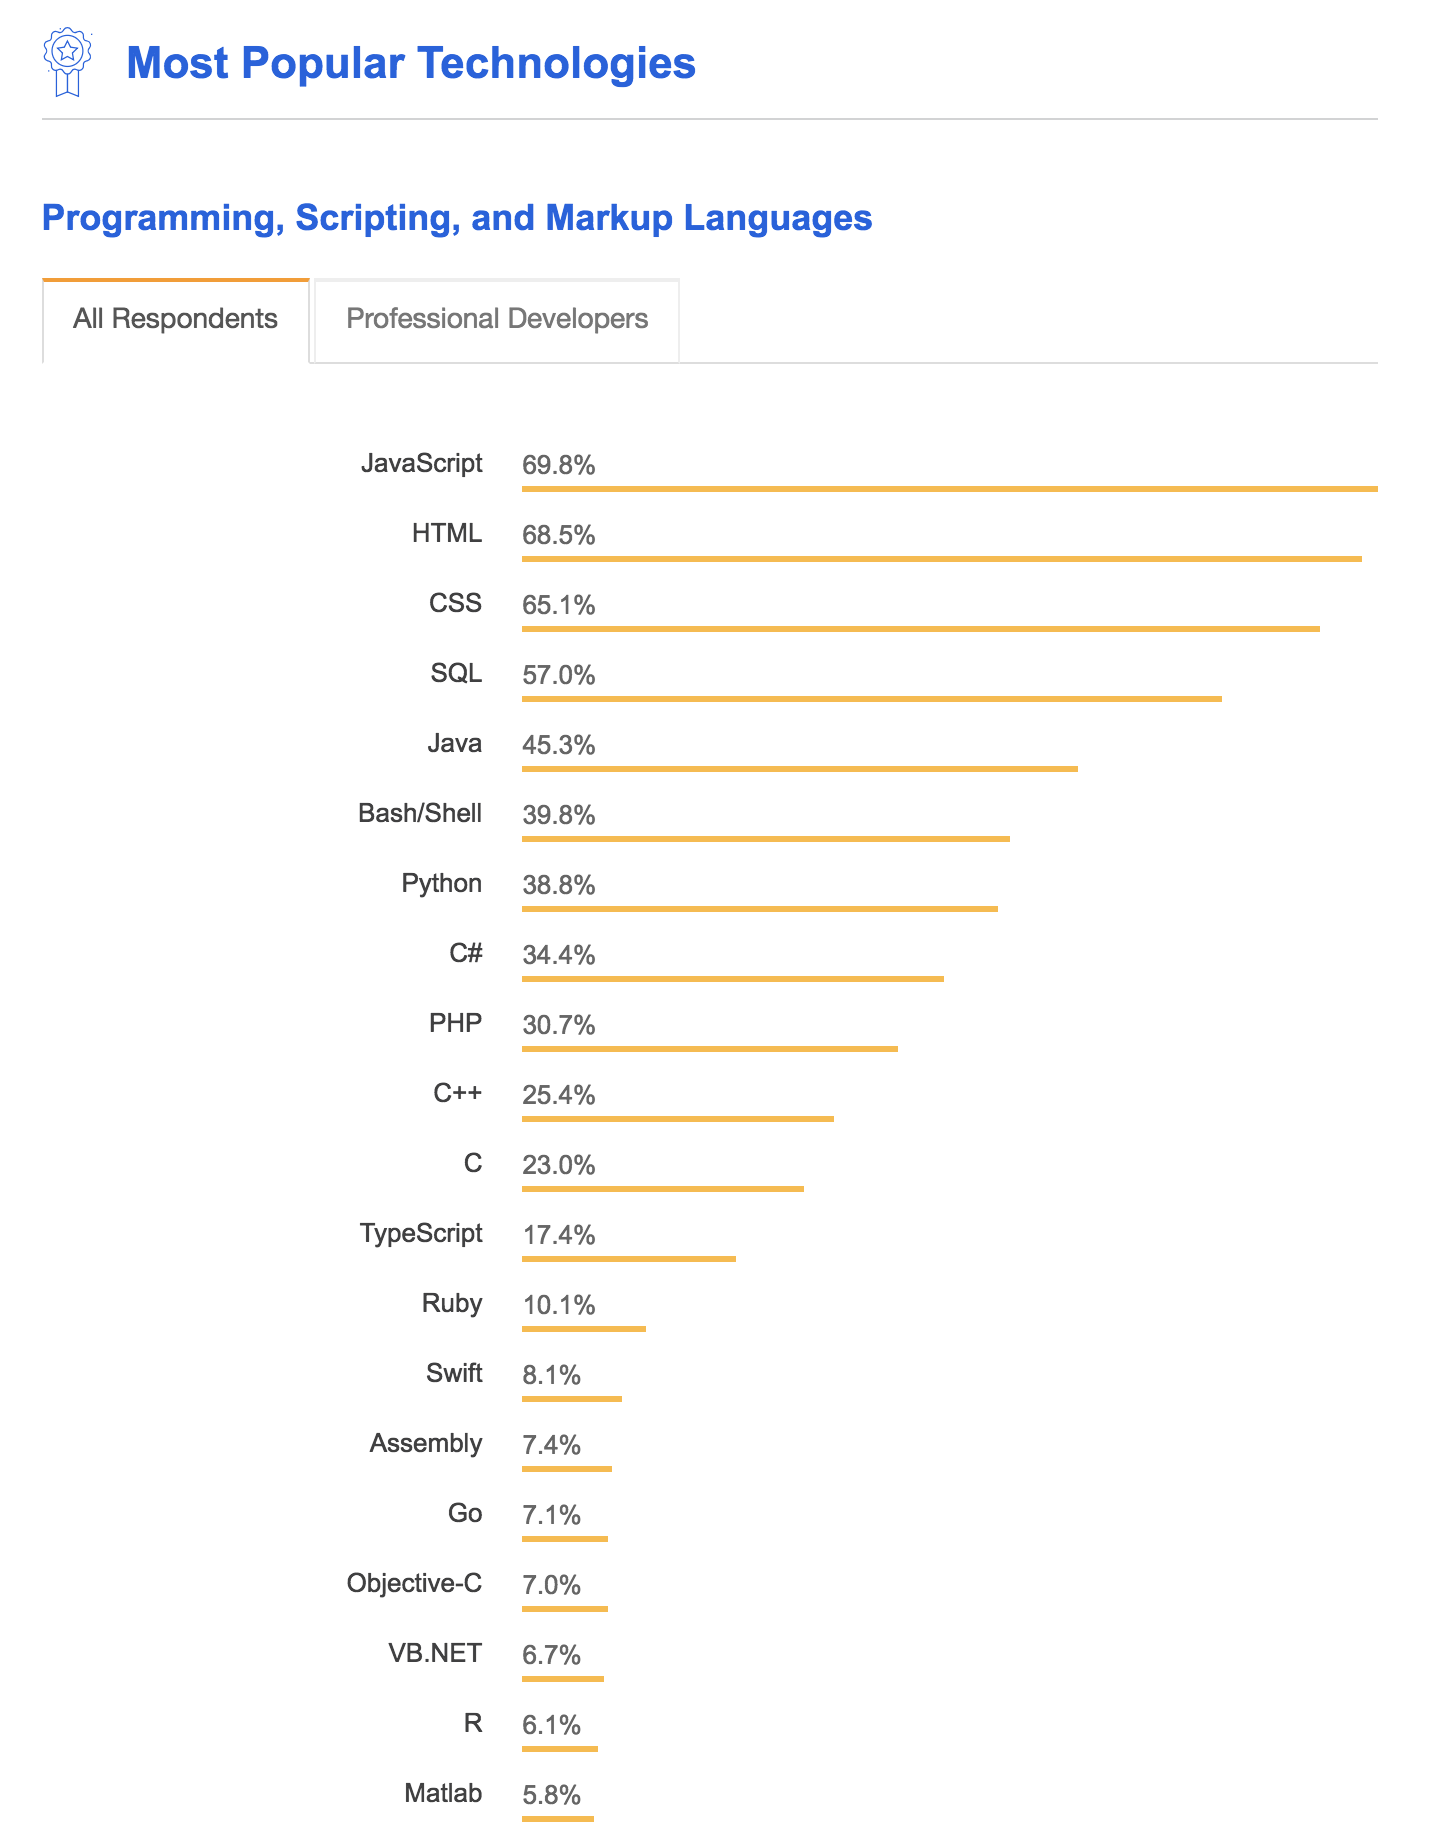 Most Popular Technologies
Programming, Scripting, and Markup Languages
All Respondents Professional Developers
JavaScript 69.8%
HTML 68.5%
CSS 65.1%
SQL 57.0%
Java 45.3%
Bash/Shell 39.8%
Python 38.8%
C# 34.4%
PHP 30.7%
C++ 25.4%
C 23.0%
TypeScript 17.4%
Ruby 10.1%
Swift 8.1%
Assembly 7.4%
Go 7.1%
Objective-C 7.0%
VB.NET 6.7%
R 6.1%
Matlab 5.8%